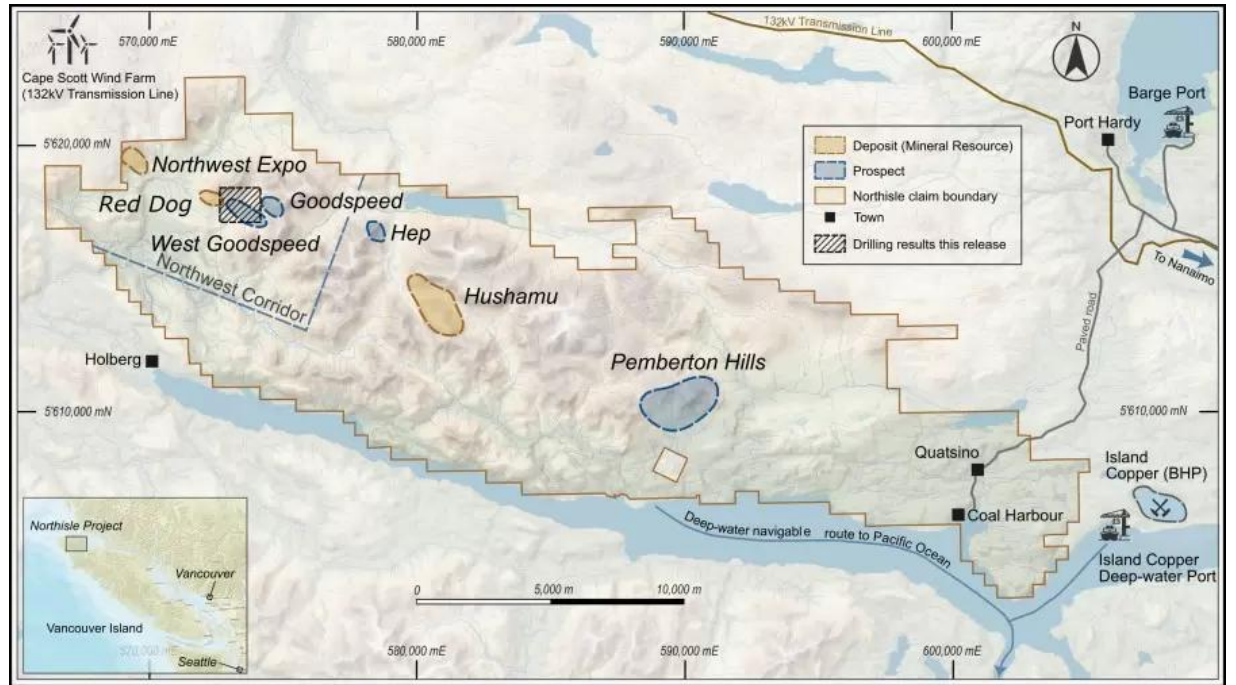 570,000 mE
580,000 mE
132kV Transmission Line
590,000 mE
600,000 mE
N
Cape Scott Wind Farm
(132kV Transmission Line)
Barge Port
Port Hardy
5'620,000 mN
Northwest Expo
Red Dog
Goodspeed
West Goodspeed
Hep
Northwest Corridor
Hushamu
Deposit (Mineral Resource)
Prospect
Northisle claim boundary
Town
Drilling results this release
To Nanaimo
Paved road
Holberg
Pemberton Hills
5'610,000 mN
5'610,000 mN
Quatsino
Island
Copper (BHP)
Coal Harbour
Deep-water navigable route to Pacific Ocean
Island Copper
Deep-water Port
Northisle Project
Vancouver
Vancouver Island
Seattle
0
5,000 m
10,000 m
570,000 mE
580,000 mE
590,000 mE
600,000 mE